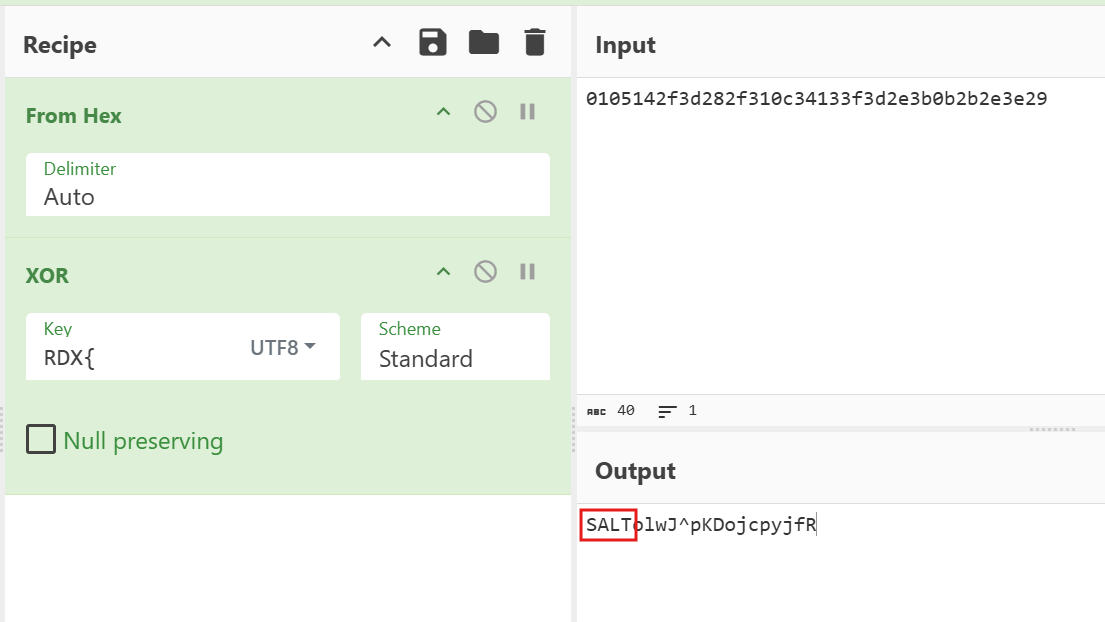 Recipe
From Hex
Delimiter
Auto
XOR
Key
RDX{
UTF8
Scheme
Standard
Null preserving
Input
0105142f3d282f310c34133f3d2e3b0b2b2e3e29
ABC 40 1
Output
SALTolwJ^pKDojcpyjfR